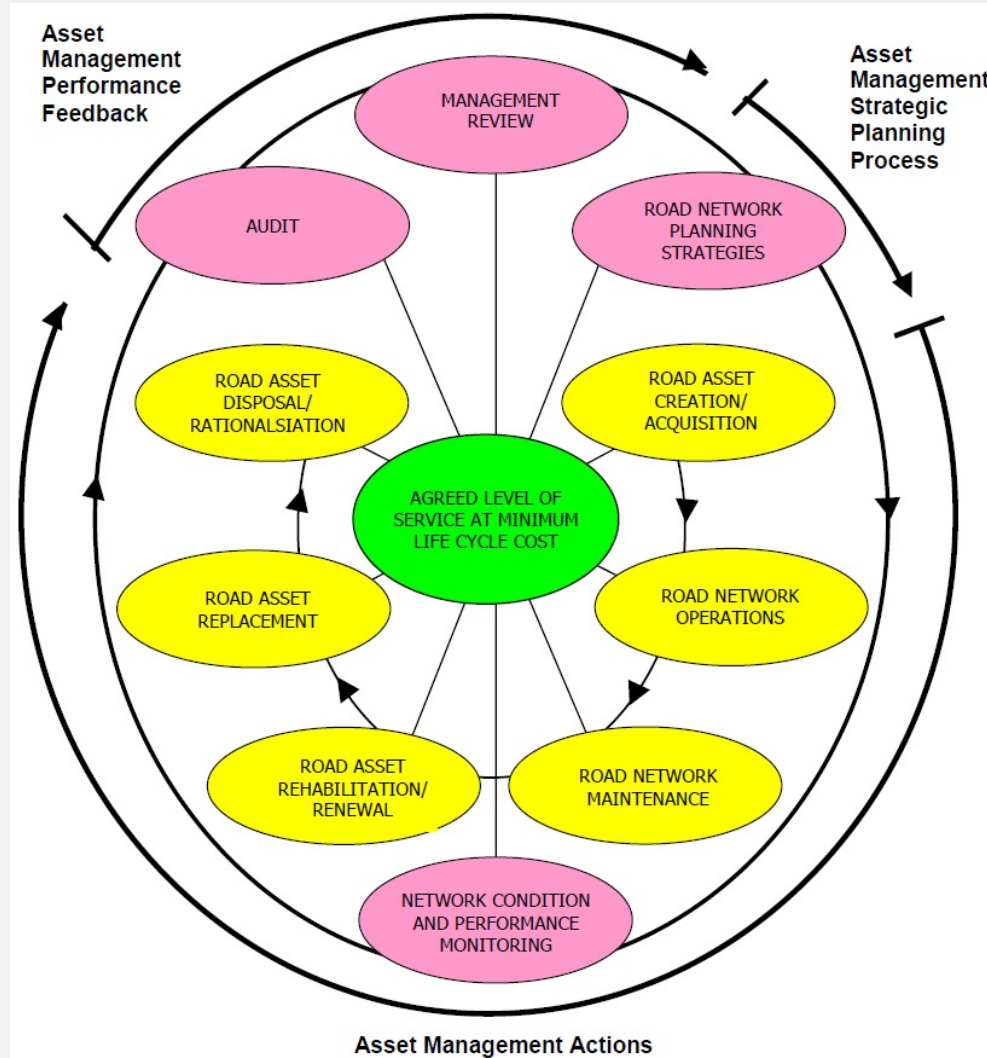 Asset
Management
Performance
Feedback
Asset
Management
Strategic
Planning
Process
MANAGEMENT
REVIEW
AUDIT
ROAD NETWORK
PLANNING
STRATEGIES
ROAD ASSET
DISPOSAL/
RATIONALSIATION
ROAD ASSET
CREATION/
ACQUISITION
AGREED LEVEL OF
SERVICE AT MINIMUM
LIFE CYCLE COST
ROAD ASSET
REPLACEMENT
ROAD NETWORK
OPERATIONS
ROAD ASSET
REHABILITATION/
RENEWAL
ROAD NETWORK
MAINTENANCE
NETWORK CONDITION
AND PERFORMANCE
MONITORING
Asset Management Actions